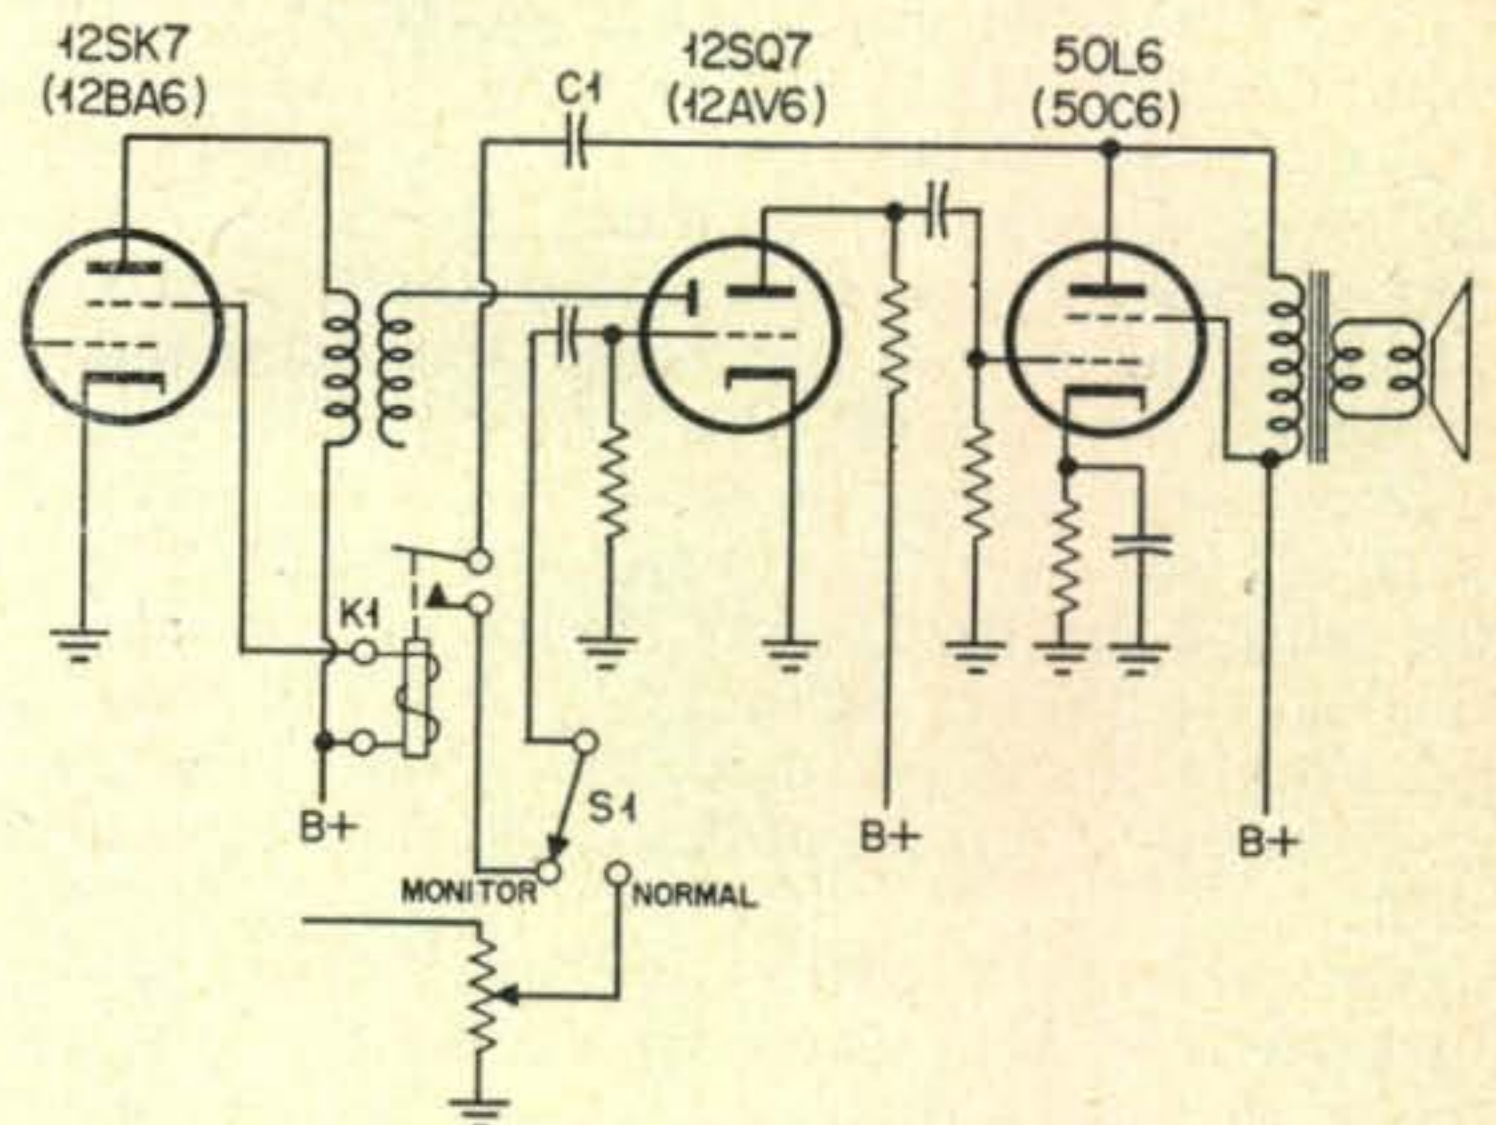 12SK7
(12BA6)
C1
12SQ7
(12AV6)
50L6
(50C6)
K1
B+
S1
MONITOR
NORMAL
B+
B+